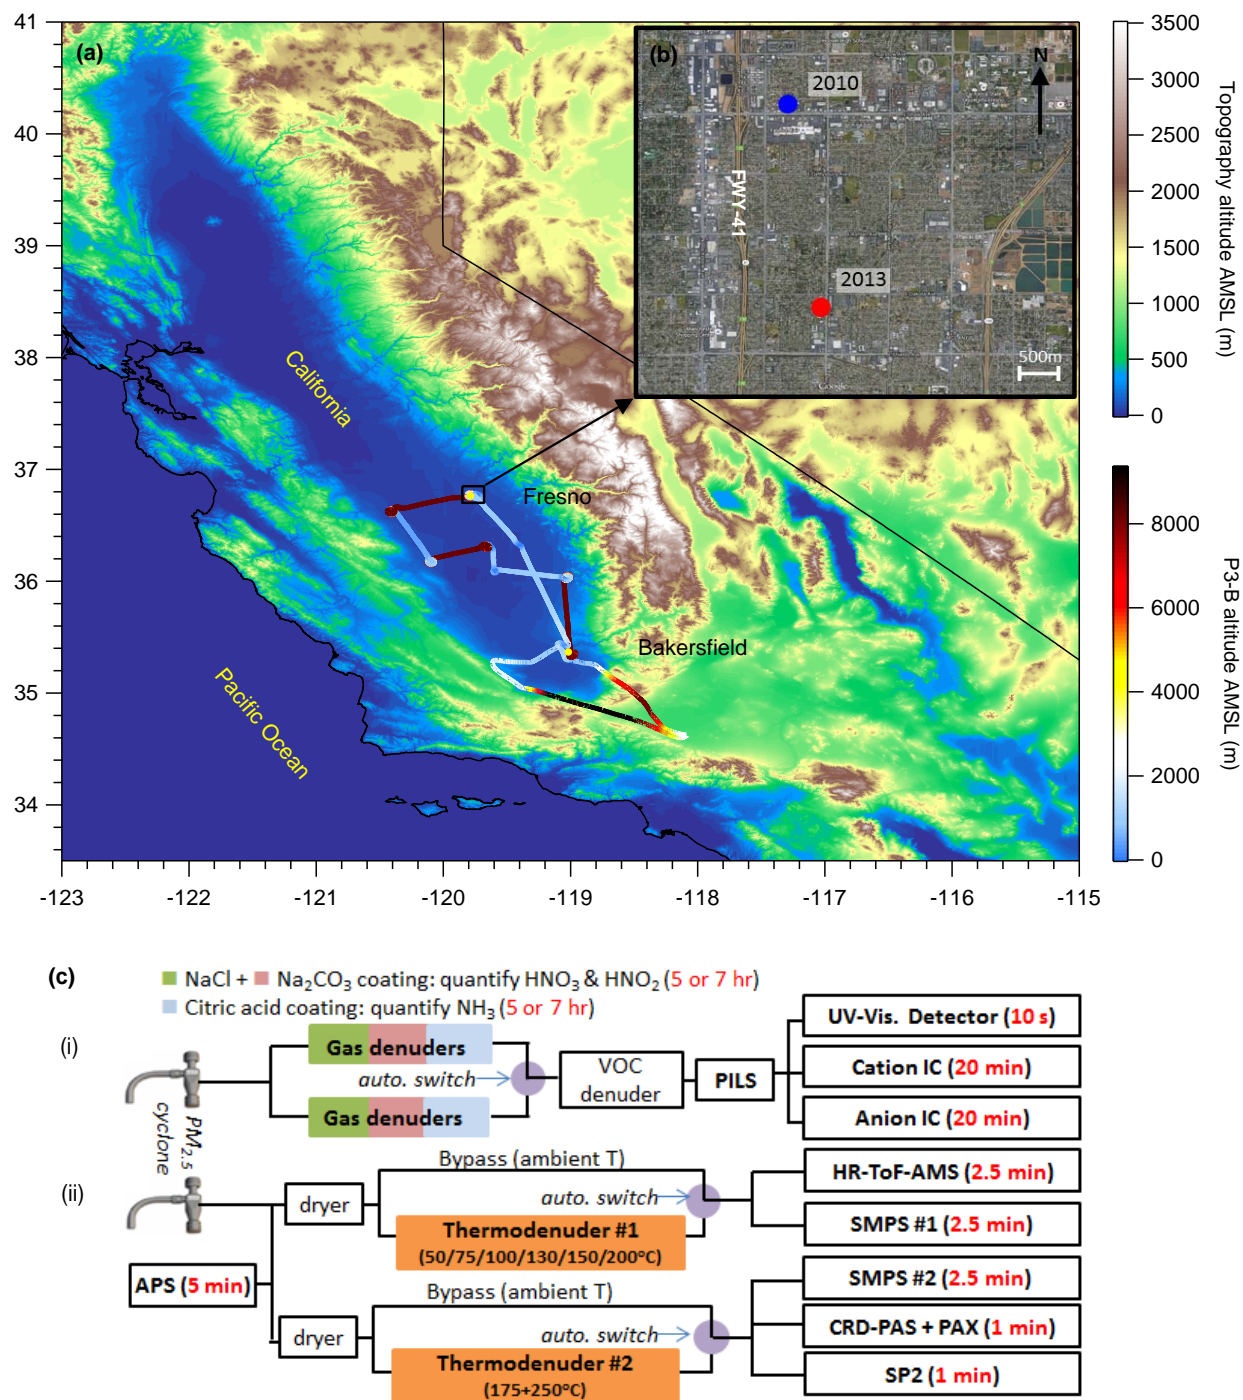 (a)
41
40
39
38
37
36
35
34
-123
-122
-121
-120
-119
-118
-117
-116
-115
California
Pacific Ocean
Fresno
Bakersfield
(b)
2010
2013
FWY-41
N
500m
Google
3500
3000
2500
2000
1500
1000
500
0
Topography altitude AMSL (m)
8000
6000
4000
2000
0
P3-B altitude AMSL (m)
(c)
NaCl + Na₂CO₃ coating: quantify HNO₃ & HNO₂ (5 or 7 hr)
Citric acid coating: quantify NH₃ (5 or 7 hr)
(i)
PM₂.₅
cyclone
Gas denuders
auto. switch
Gas denuders
VOC
denuder
PILS
UV-Vis. Detector (10 s)
Cation IC (20 min)
Anion IC (20 min)
(ii)
APS (5 min)
dryer
Bypass (ambient T)
auto. switch
Thermodenuder #1
(50/75/100/130/150/200°C)
HR-ToF-AMS (2.5 min)
SMPS #1 (2.5 min)
dryer
Bypass (ambient T)
auto. switch
Thermodenuder #2
(175+250°C)
SMPS #2 (2.5 min)
CRD-PAS + PAX (1 min)
SP2 (1 min)